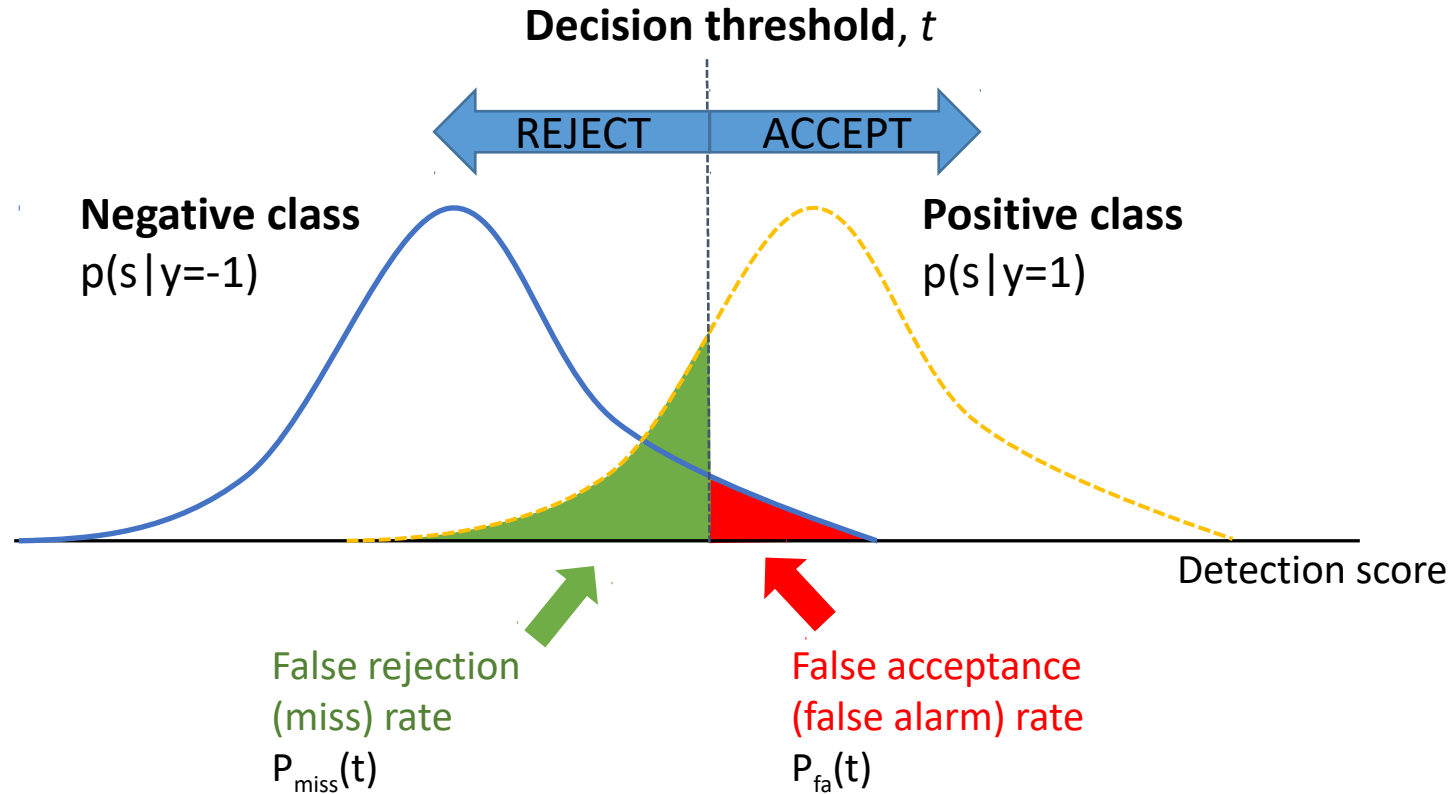 Decision threshold, t
REJECT
ACCEPT
Negative class
p(s|y=-1)
Positive class
p(s|y=1)
Detection score
False rejection
(miss) rate
Pmiss(t)
False acceptance
(false alarm) rate
Pfa(t)